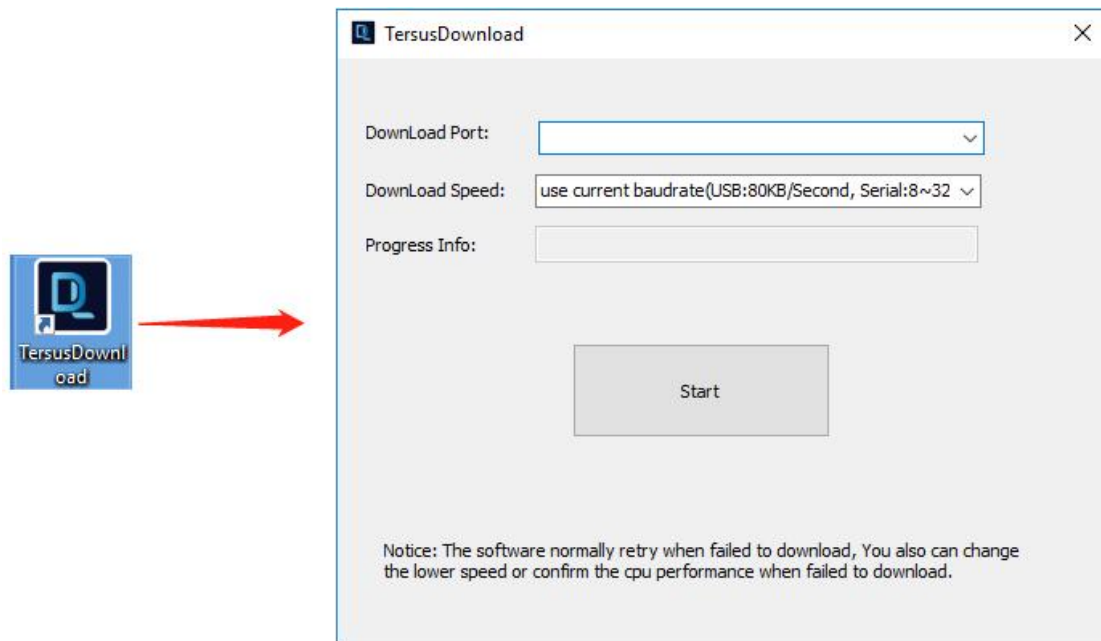 TersusDownload
DownLoad Port:
DownLoad Speed:
use current baudrate(USB:80KB/Second, Serial:8~32
Progress Info:
TersusDownl
oad
Start
Notice: The software normally retry when failed to download, You also can change
the lower speed or confirm the cpu performance when failed to download.